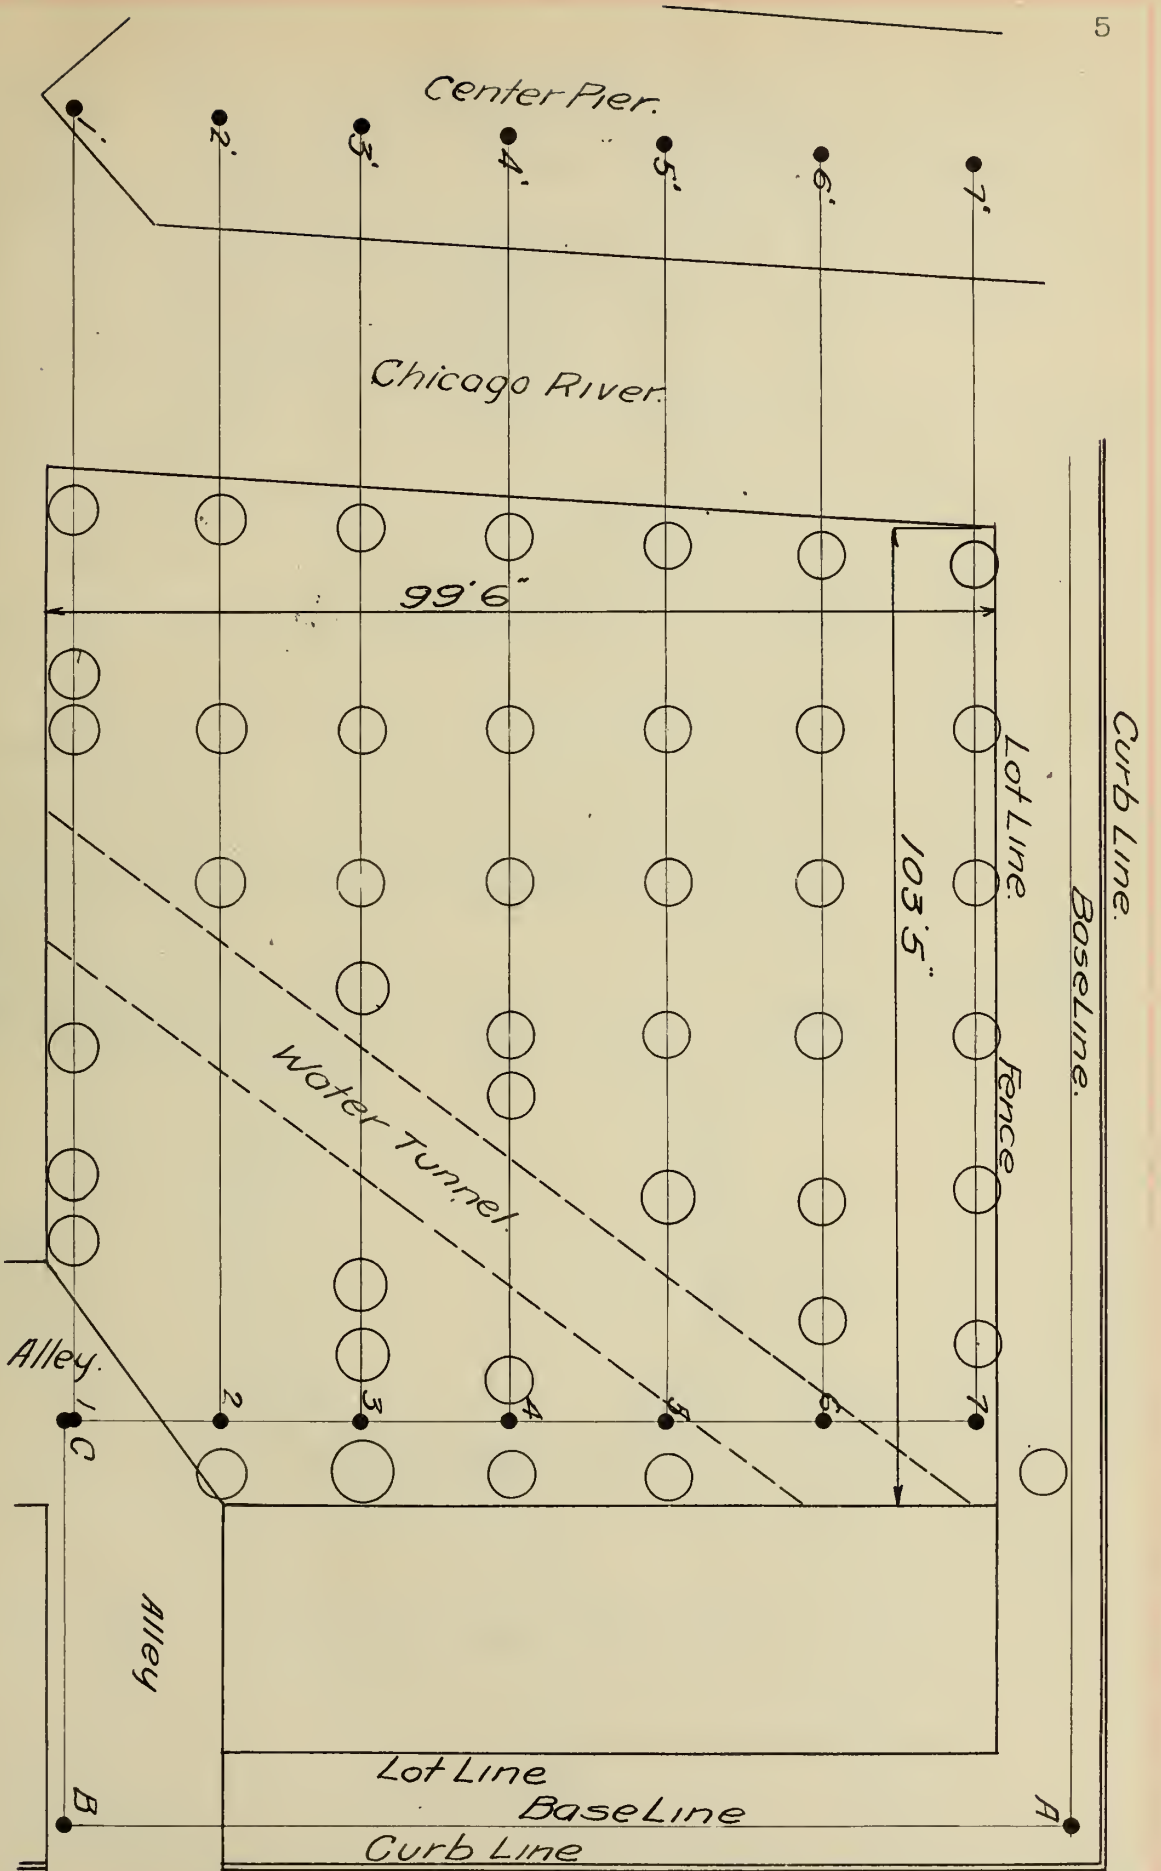 5
Center Pier.
1'
2'
3'
4'
5'
6'
7'
Chicago River.
99'6"
Curb Line.
Lot Line.
103'5"
Base Line.
Fence
Water Tunnel.
Alley.
1
2
3
4
5
6
7
C
Alley
Lot Line
Base Line
B
A
Curb Line